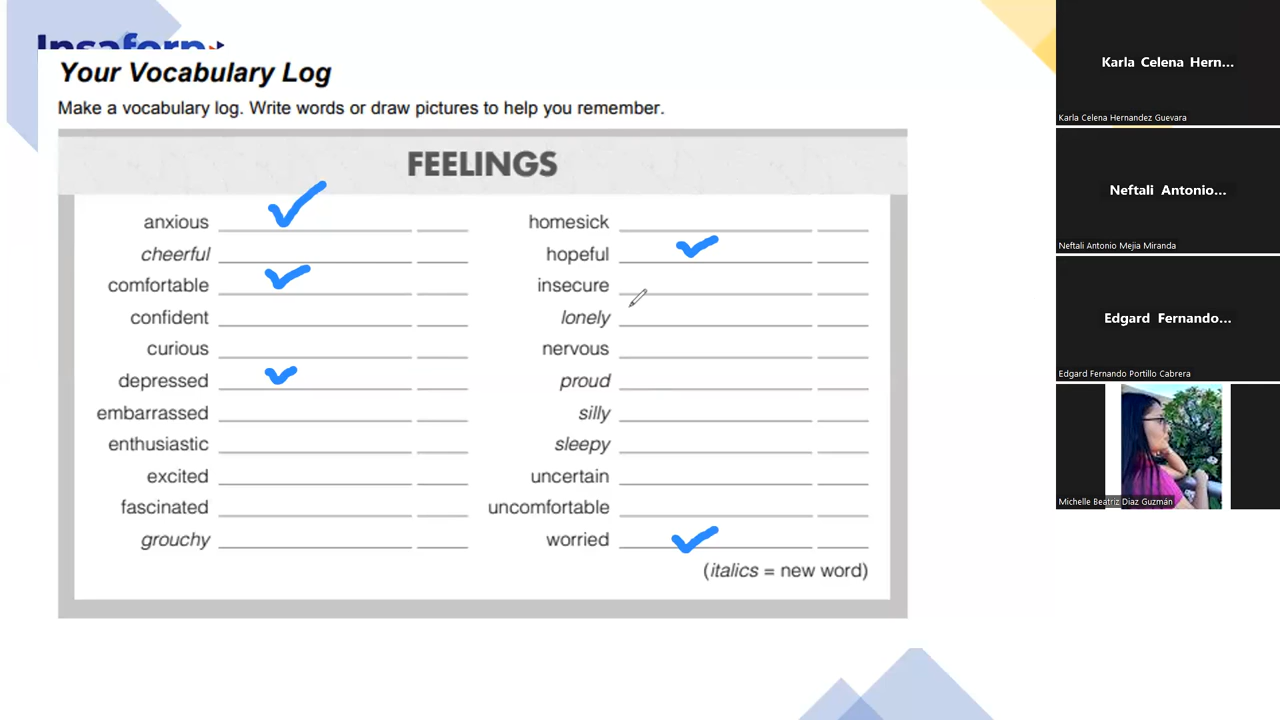 Insaforp
Your Vocabulary Log
Make a vocabulary log. Write words or draw pictures to help you remember.
FEELINGS
anxious
cheerful
comfortable
confident
curious
depressed
embarrassed
enthusiastic
excited
fascinated
grouchy
homesick
hopeful
insecure
lonely
nervous
proud
silly
sleepy
uncertain
uncomfortable
worried
(italics = new word)
Karla Celena Hern...
Karla Celena Hernandez Guevara
Neftali Antonio...
Neftali Antonio Mejia Miranda
Edgard Fernando...
Edgard Fernando Portillo Cabrera
Michelle Beatriz Diaz Guzmán